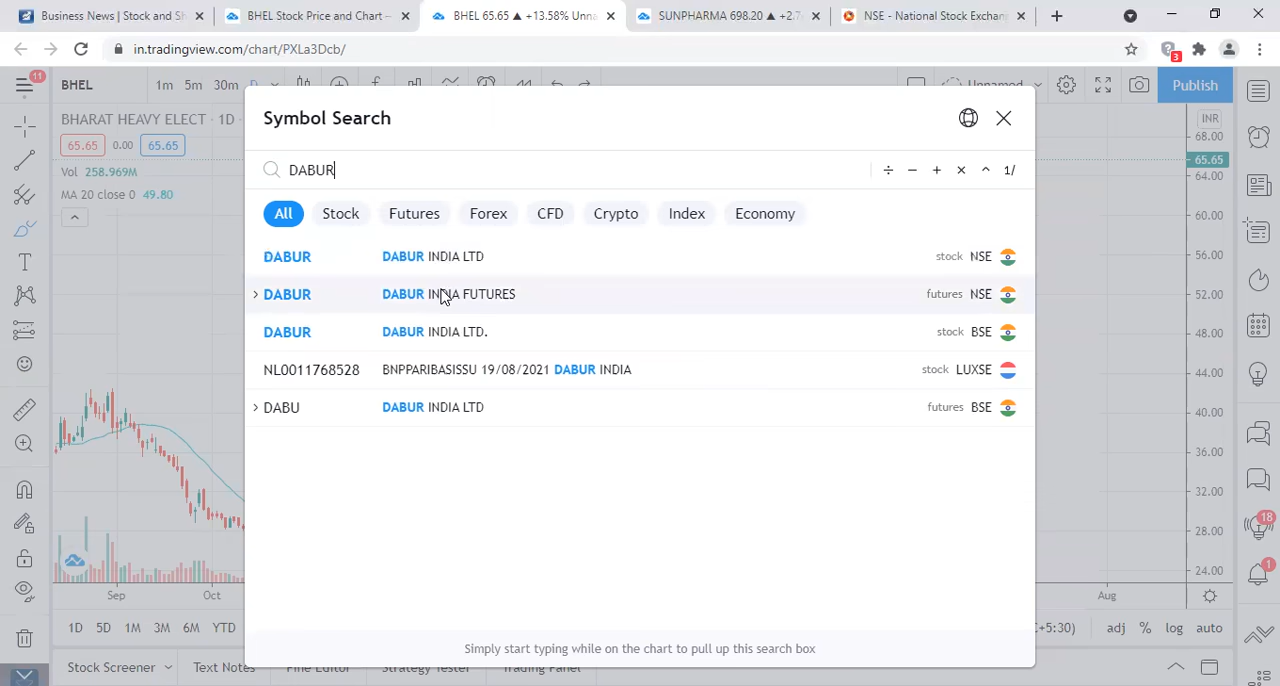 Business News | Stock and Sh
BHEL Stock Price and Chart —
BHEL 65.65 ▲ +13.58% Unna
SUNPHARMA 698.20 ▲ +2.7
NSE - National Stock Exchan
in.tradingview.com/chart/PXLa3Dcb/
3
11
BHEL
1m 5m 30m D
Unnamed
Publish
Symbol Search
BHARAT HEAVY ELECT · 1D
INR
65.65 0.00 65.65
Vol 258.969M
MA 20 close 0 49.80
DABUR
÷ − + × ^ 1/
All Stock Futures Forex CFD Crypto Index Economy
DABUR DABUR INDIA LTD stock NSE
DABUR DABUR INDIA FUTURES futures NSE
DABUR DABUR INDIA LTD. stock BSE
NL0011768528 BNPPARIBASISSU 19/08/2021 DABUR INDIA stock LUXSE
DABU DABUR INDIA LTD futures BSE
68.00
65.65
64.00
60.00
56.00
52.00
48.00
44.00
40.00
36.00
32.00
28.00
24.00
18
1
Sep Oct Aug
1D 5D 1M 3M 6M YTD
+5:30) adj % log auto
Simply start typing while on the chart to pull up this search box
Stock Screener Text Notes Pine Editor Strategy Tester Trading Panel